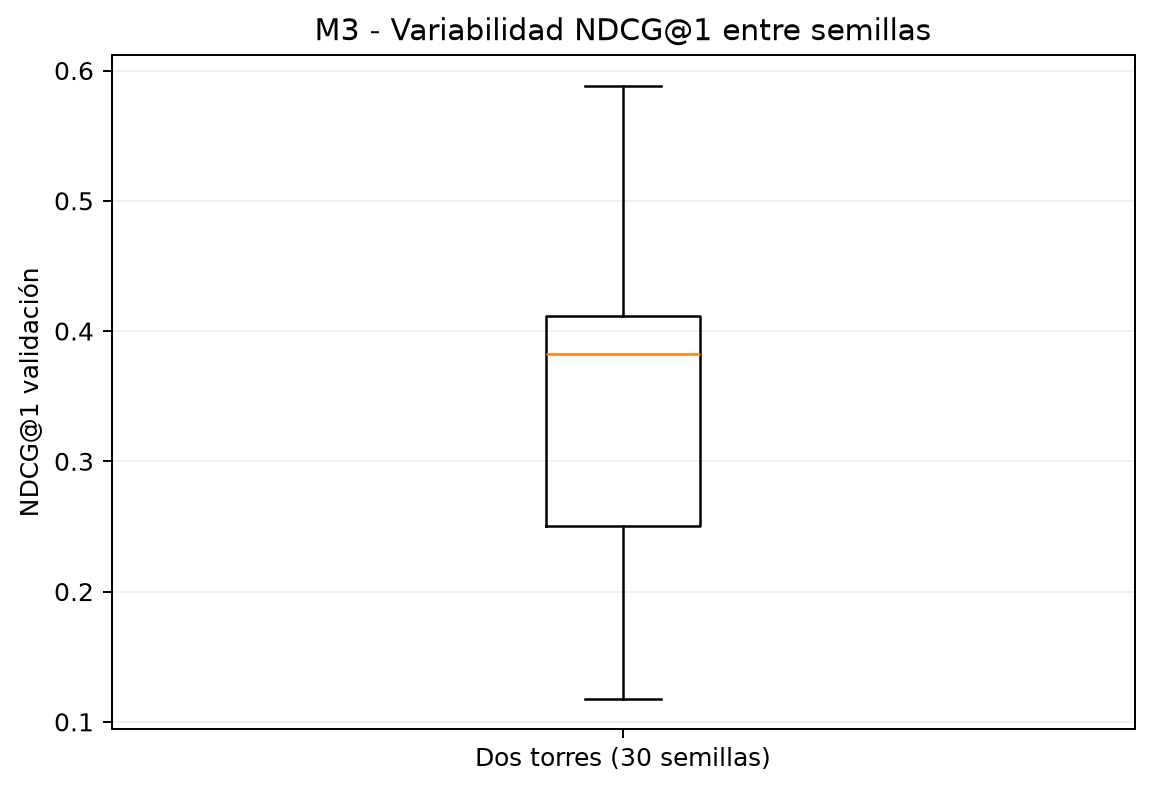 M3 - Variabilidad NDCG@1 entre semillas
NDCG@1 validación
0.6
0.5
0.4
0.3
0.2
0.1
Dos torres (30 semillas)